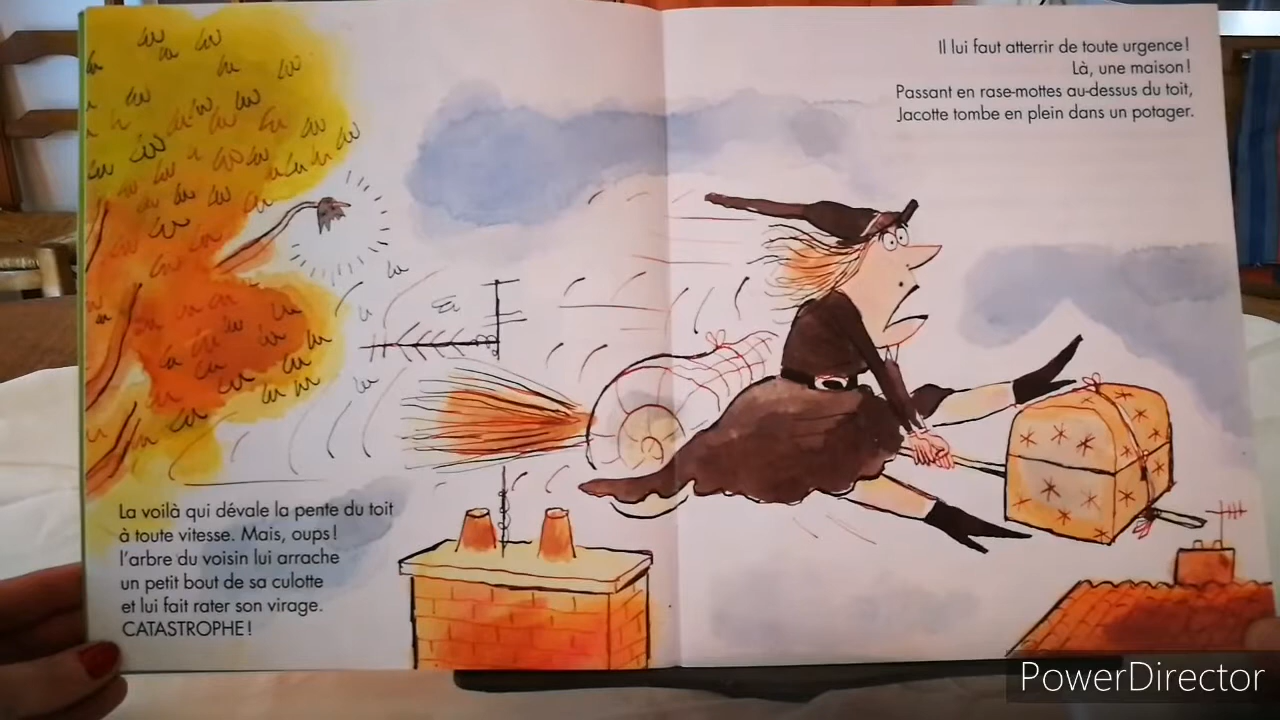 La voilà qui dévale la pente du toit
à toute vitesse. Mais, oups !
l'arbre du voisin lui arrache
un petit bout de sa culotte
et lui fait rater son virage.
CATASTROPHE !
Il lui faut atterrir de toute urgence !
Là, une maison !
Passant en rase-mottes au-dessus du toit,
Jacotte tombe en plein dans un potager.
PowerDirector